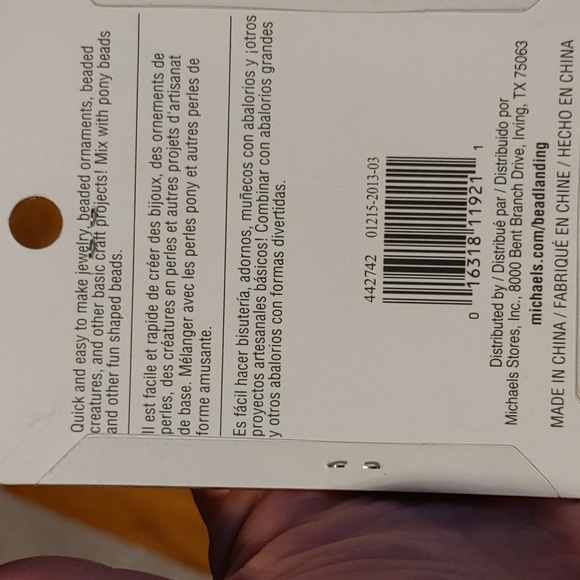 Quick and easy to make jewelry, beaded ornaments, beaded
creatures, and other basic craft projects! Mix with pony beads
and other fun shaped beads.
Il est facile et rapide de créer des bijoux, des ornements de
perles, des créatures en perles et autres projets d'artisanat
de base. Mélanger avec les perles pony et autres perles de
forme amusante.
Es fácil hacer bisutería, adornos, muñecos con abalorios y ¡otros
proyectos artesanales básicos! Combinar con abalorios grandes
y otros abalorios con formas divertidas.
442742 01215-2013-03
0 16318 11921 1
Distributed by / Distribué par / Distribuido por
Michaels Stores, Inc., 8000 Bent Branch Drive, Irving, TX 75063
michaels.com/beadlanding
MADE IN CHINA / FABRIQUÉ EN CHINE / HECHO EN CHINA